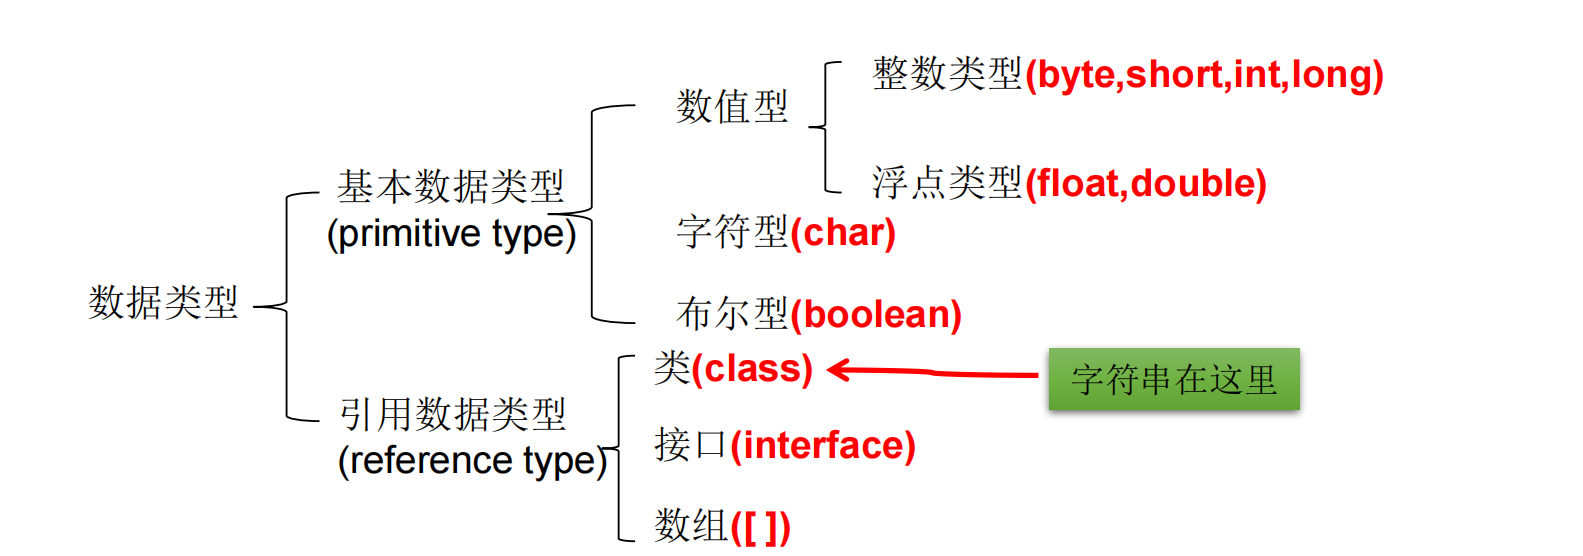 数据类型
基本数据类型
(primitive type)
数值型
整数类型(byte,short,int,long)
浮点类型(float,double)
字符型(char)
布尔型(boolean)
引用数据类型
(reference type)
类(class)
字符串在这里
接口(interface)
数组([ ])